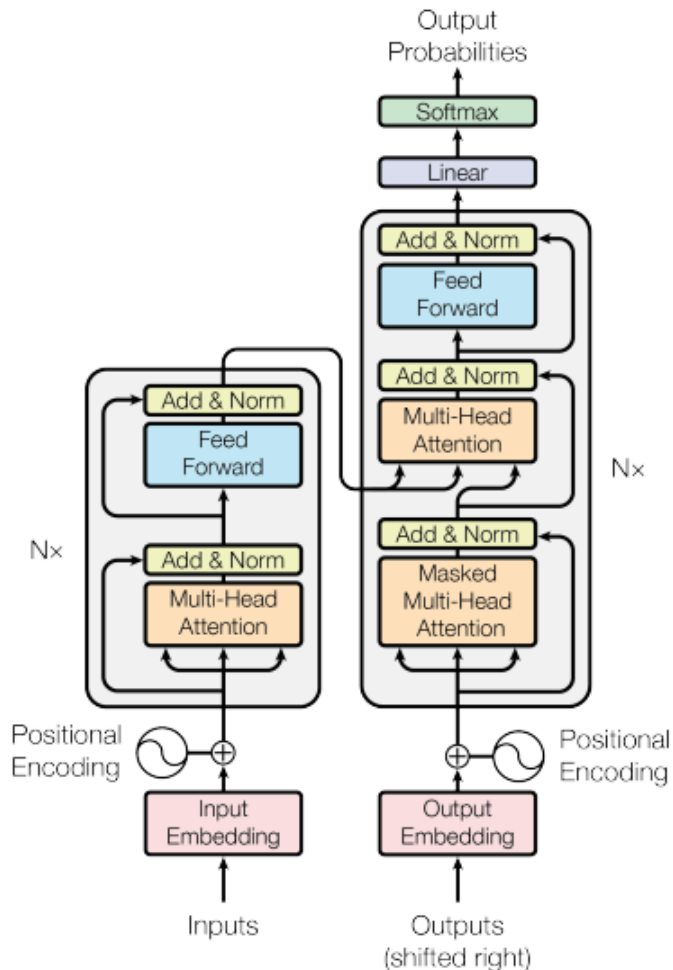 Output
Probabilities
Softmax
Linear
Add & Norm
Feed
Forward
Add & Norm
Multi-Head
Attention
Nx
Add & Norm
Masked
Multi-Head
Attention
Add & Norm
Feed
Forward
Nx
Add & Norm
Multi-Head
Attention
Positional
Encoding
Positional
Encoding
Input
Embedding
Output
Embedding
Inputs
Outputs
(shifted right)